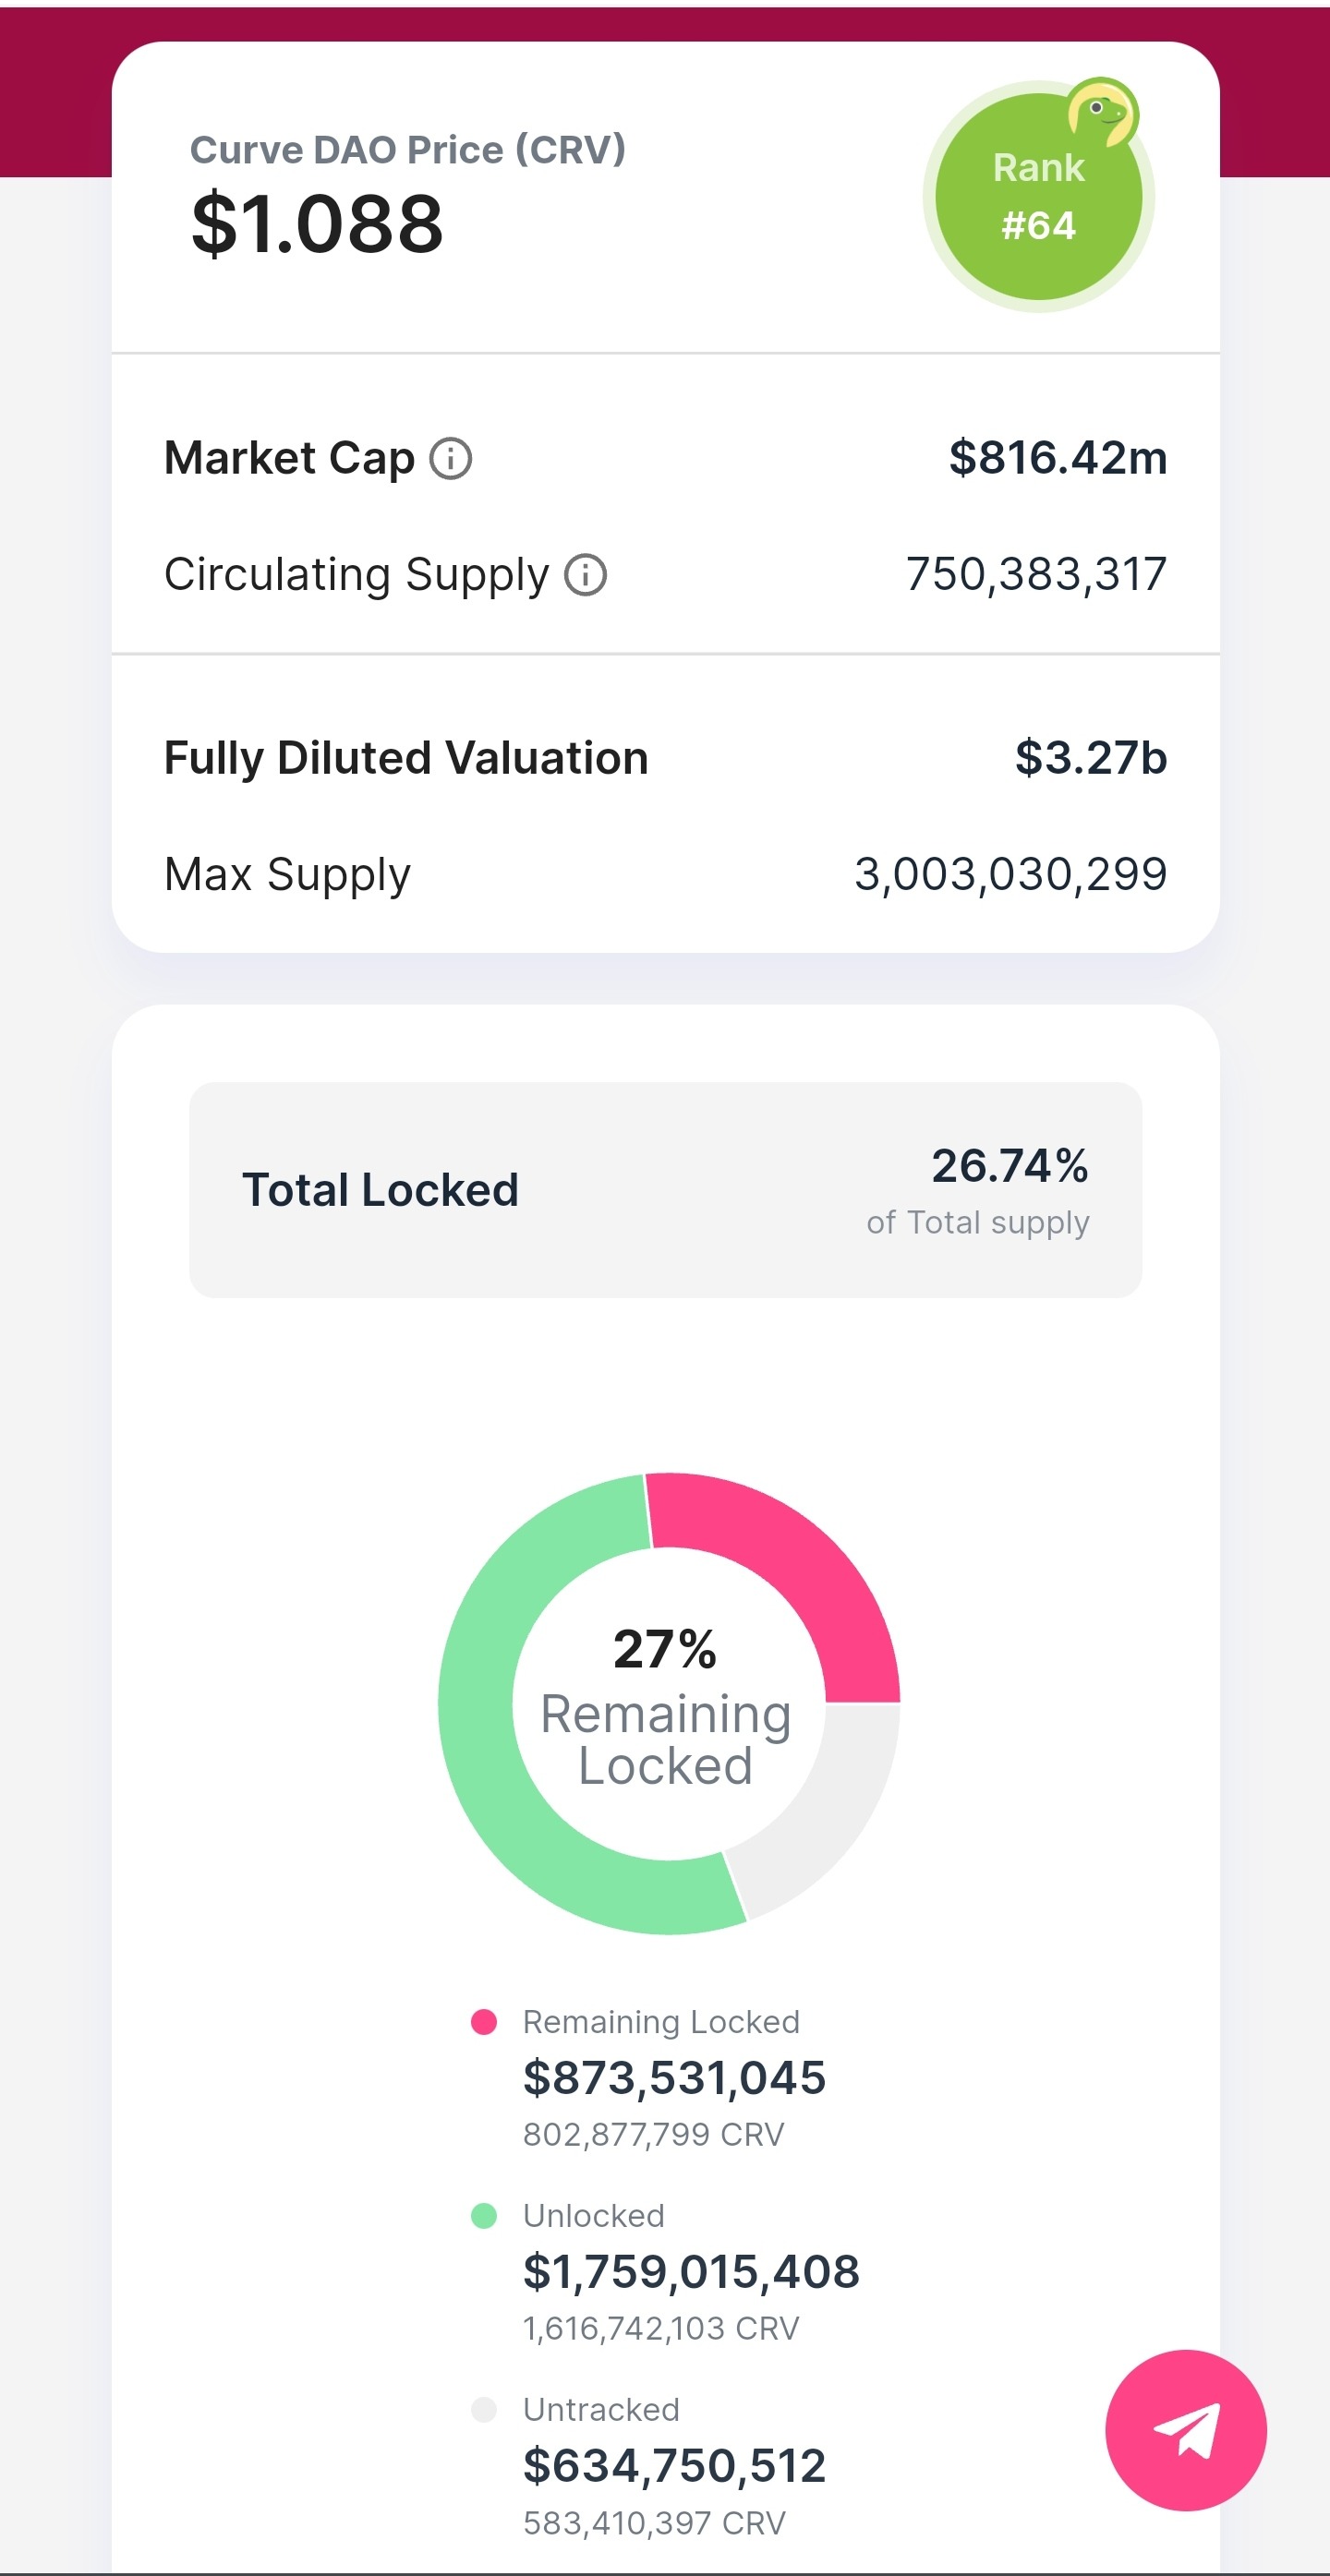 Curve DAO Price (CRV)
$1.088
Rank
#64
Market Cap
$816.42m
Circulating Supply
750,383,317
Fully Diluted Valuation
$3.27b
Max Supply
3,003,030,299
Total Locked
26.74%
of Total supply
27%
Remaining
Locked
Remaining Locked
$873,531,045
802,877,799 CRV
Unlocked
$1,759,015,408
1,616,742,103 CRV
Untracked
$634,750,512
583,410,397 CRV